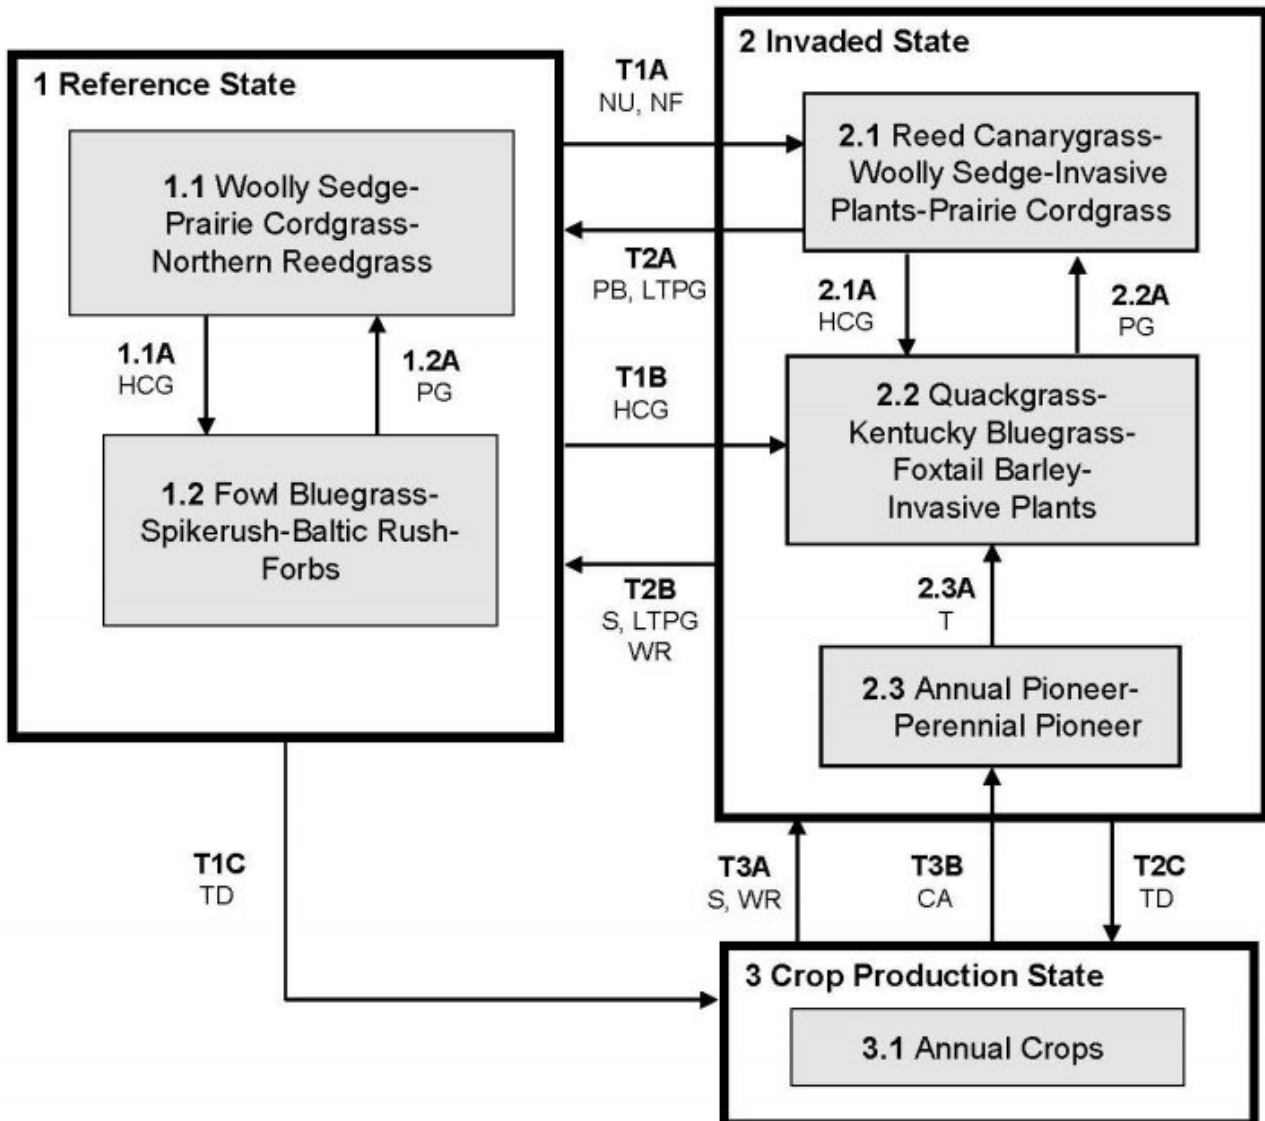 1 Reference State
1.1 Woolly Sedge-
Prairie Cordgrass-
Northern Reedgrass
1.1A
HCG
1.2A
PG
1.2 Fowl Bluegrass-
Spikerush-Baltic Rush-
Forbs
T1A
NU, NF
T2A
PB, LTPG
T1B
HCG
T2B
S, LTPG
WR
2 Invaded State
2.1 Reed Canarygrass-
Woolly Sedge-Invasive
Plants-Prairie Cordgrass
2.1A
HCG
2.2A
PG
2.2 Quackgrass-
Kentucky Bluegrass-
Foxtail Barley-
Invasive Plants
2.3A
T
2.3 Annual Pioneer-
Perennial Pioneer
T1C
TD
T3A
S, WR
T3B
CA
T2C
TD
3 Crop Production State
3.1 Annual Crops